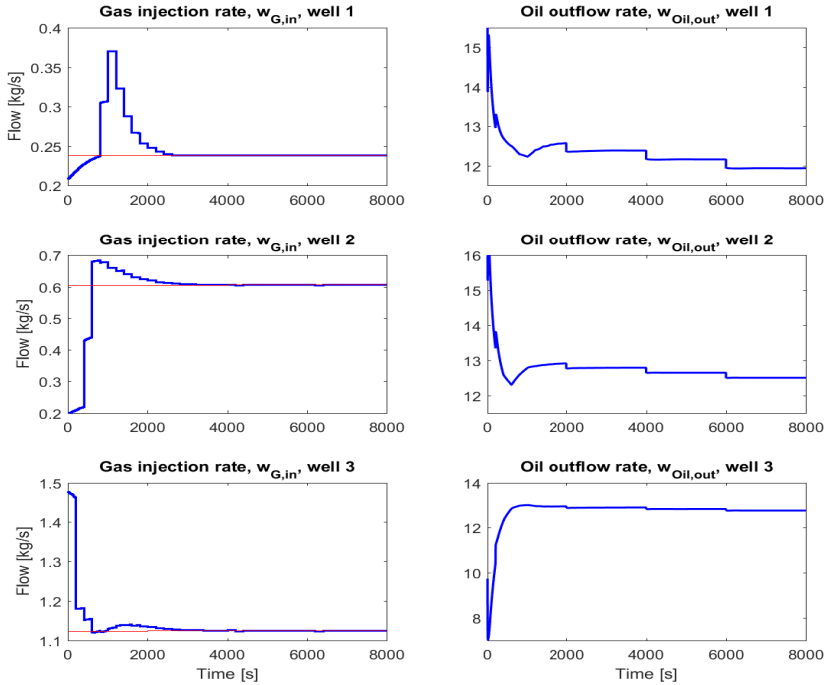 Gas injection rate, w_G,in, well 1
Flow [kg/s]
0.4
0.35
0.3
0.25
0.2
0 2000 4000 6000 8000
Oil outflow rate, w_Oil,out, well 1
15
14
13
12
0 2000 4000 6000 8000
Gas injection rate, w_G,in, well 2
Flow [kg/s]
0.7
0.6
0.5
0.4
0.3
0.2
0 2000 4000 6000 8000
Oil outflow rate, w_Oil,out, well 2
16
15
14
13
12
0 2000 4000 6000 8000
Gas injection rate, w_G,in, well 3
Flow [kg/s]
1.5
1.4
1.3
1.2
1.1
0 2000 4000 6000 8000
Time [s]
Oil outflow rate, w_Oil,out, well 3
14
12
10
8
0 2000 4000 6000 8000
Time [s]